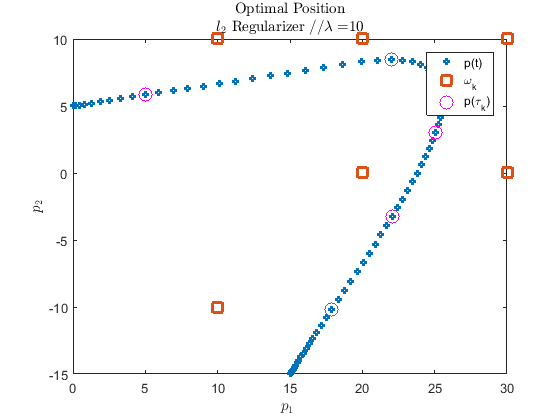 Optimal Position
l₂ Regularizer //λ =10
10
5
0
-5
-10
-15
p₂
0
5
10
15
20
25
30
p₁
p(t)
ωₖ
p(τₖ)